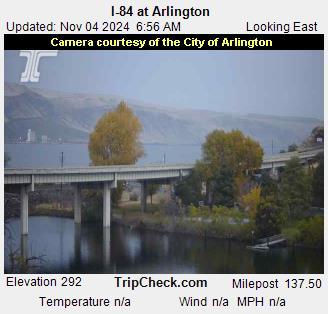 I-84 at Arlington
Updated: Nov 04 2024 6:56 AM Looking East
Camera courtesy of the City of Arlington
Elevation 292 TripCheck.com Milepost 137.50
Temperature n/a Wind n/a MPH n/a